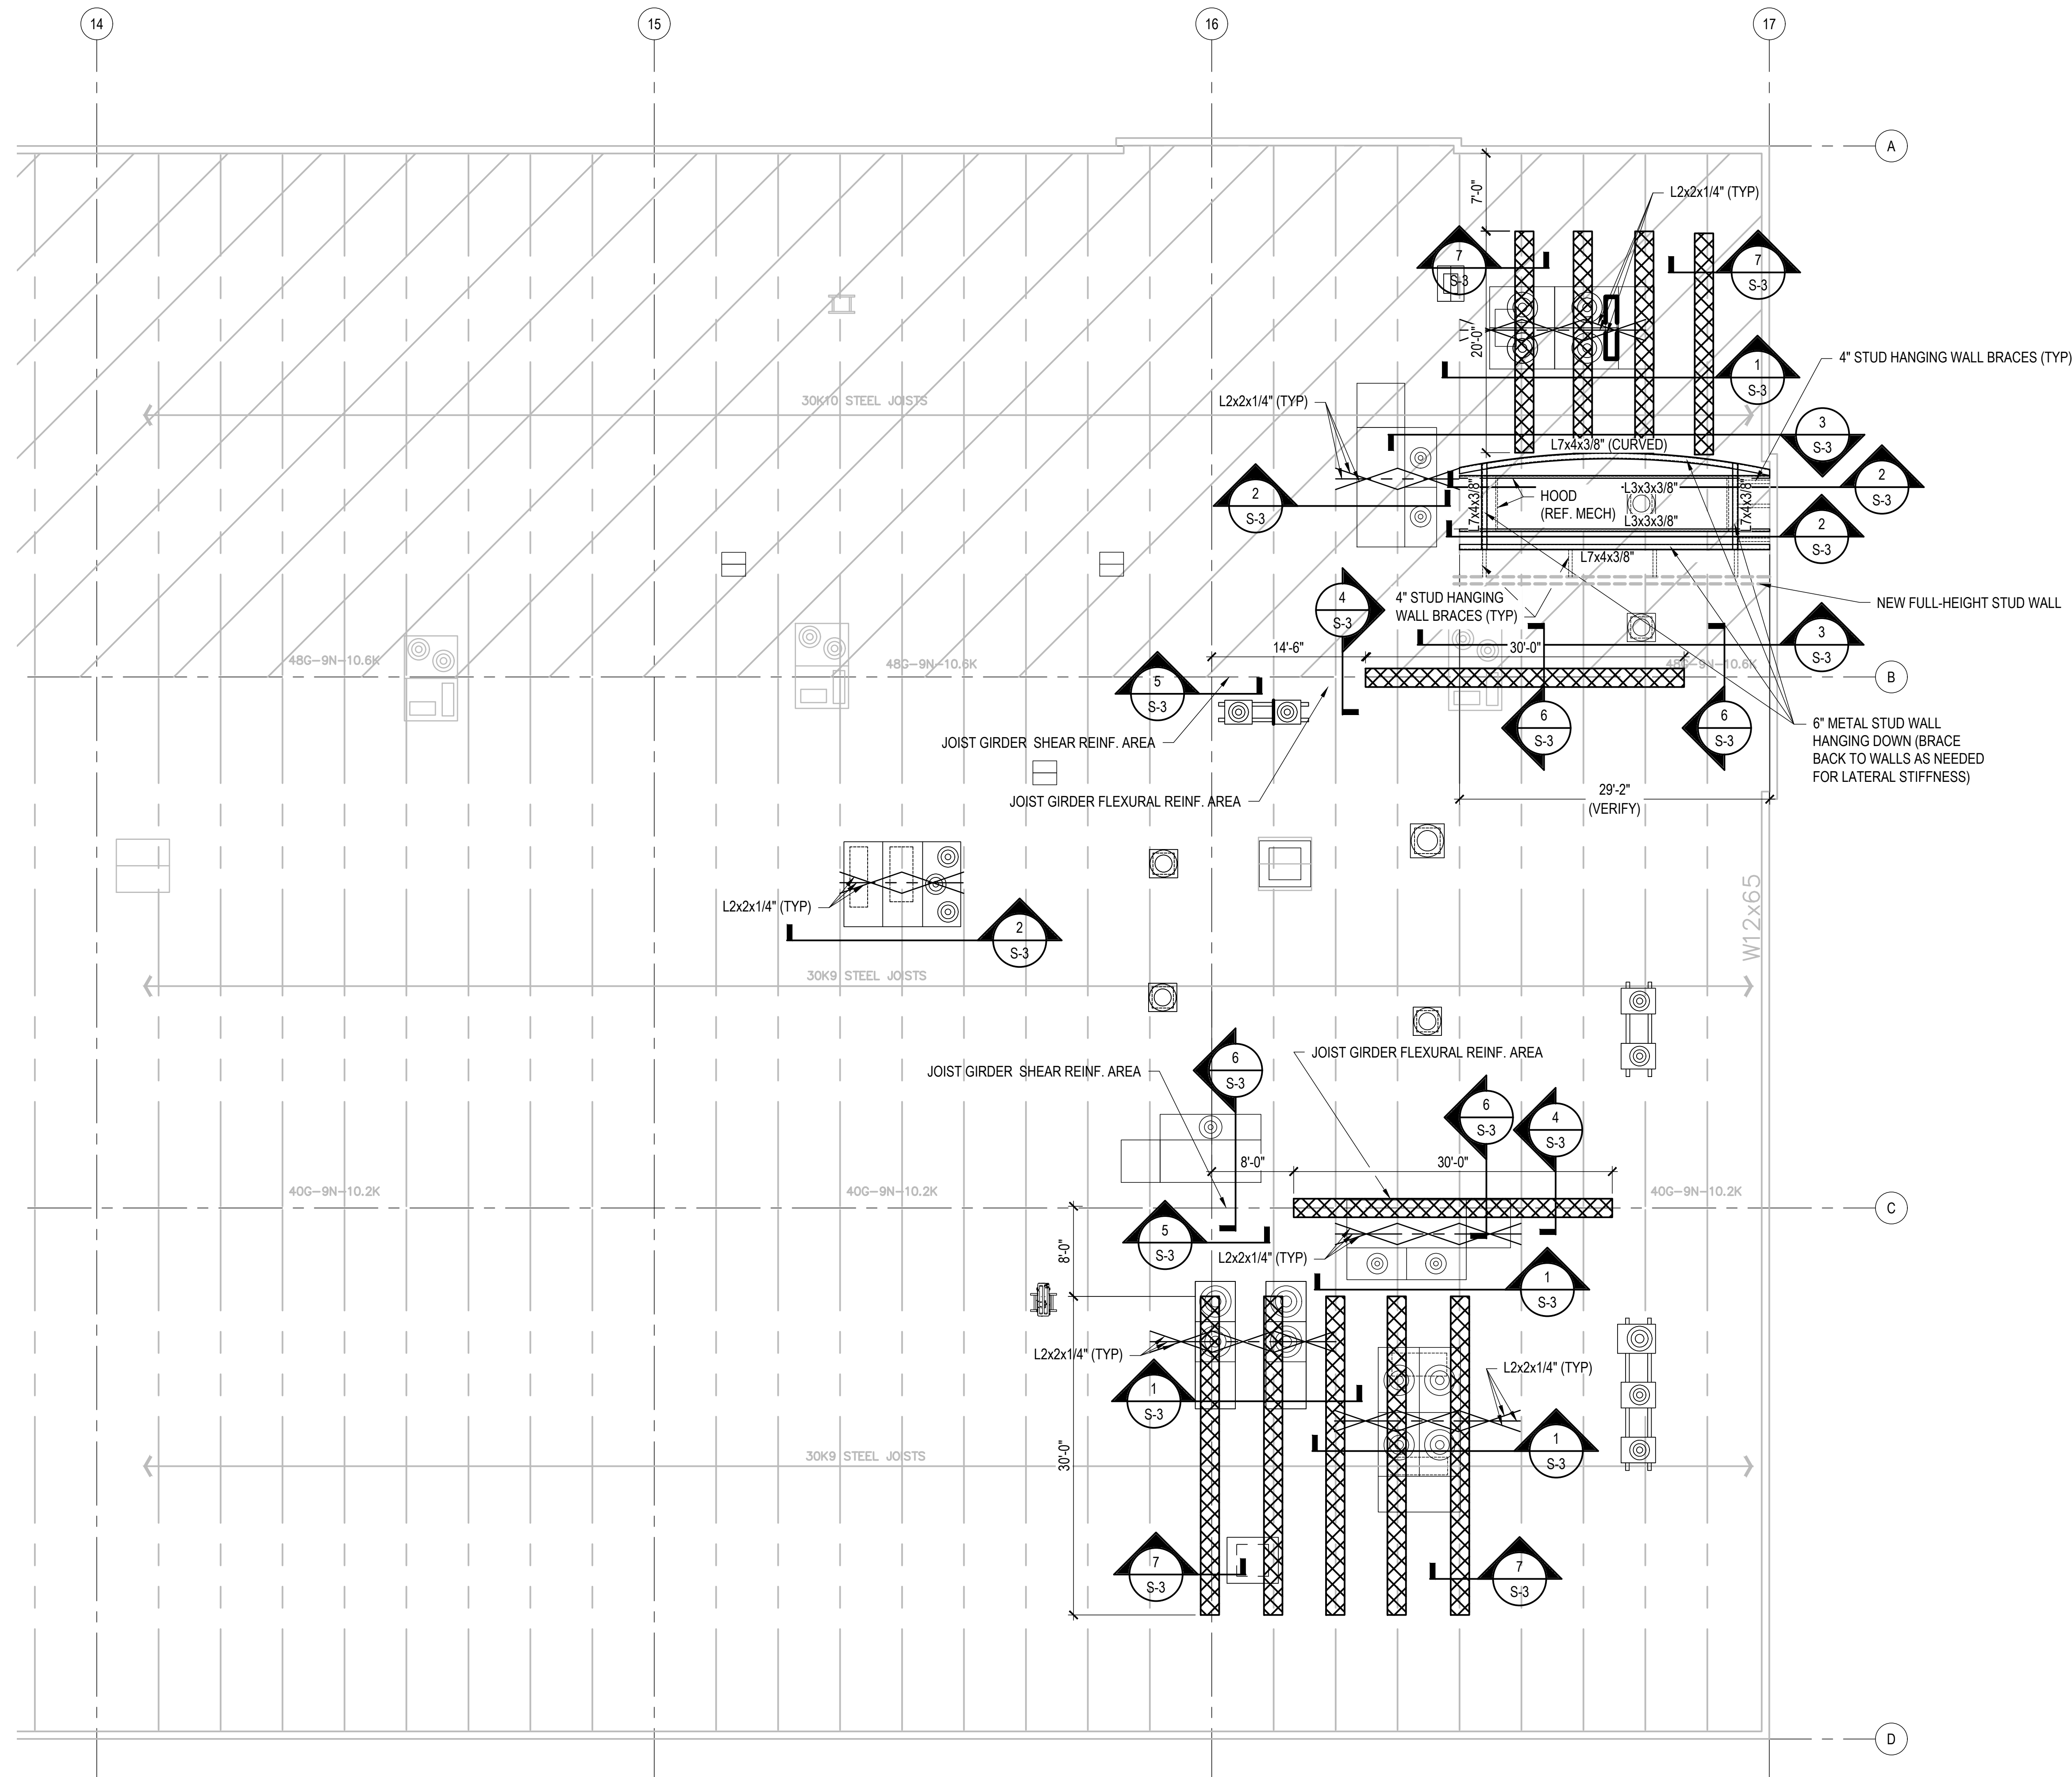 14
15
16
17
A
7'-0"
L2x2x1/4" (TYP)
7
S-3
7
S-3
20'-0"
1
S-3
4" STUD HANGING WALL BRACES (TYP)
30K10 STEEL JOISTS
L2x2x1/4" (TYP)
3
S-3
L7x4x3/8" (CURVED)
2
S-3
2
S-3
L7x4x3/8"
HOOD
(REF. MECH)
L3x3x3/8"
L3x3x3/8"
L7x4x3/8"
2
S-3
L7x4x3/8"
4
S-3
4" STUD HANGING
WALL BRACES (TYP)
NEW FULL-HEIGHT STUD WALL
3
S-3
14'-6"
30'-0"
48G-9N-10.6K
48G-9N-10.6K
48G-9N-10.6K
B
5
S-3
6
S-3
6
S-3
6" METAL STUD WALL
HANGING DOWN (BRACE
BACK TO WALLS AS NEEDED
FOR LATERAL STIFFNESS)
JOIST GIRDER SHEAR REINF. AREA
JOIST GIRDER FLEXURAL REINF. AREA
29'-2"
(VERIFY)
L2x2x1/4" (TYP)
W12x65
2
S-3
30K9 STEEL JOISTS
JOIST GIRDER FLEXURAL REINF. AREA
JOIST GIRDER SHEAR REINF. AREA
6
S-3
6
S-3
4
S-3
8'-0"
30'-0"
40G-9N-10.2K
40G-9N-10.2K
40G-9N-10.2K
C
5
S-3
8'-0"
L2x2x1/4" (TYP)
1
S-3
L2x2x1/4" (TYP)
L2x2x1/4" (TYP)
1
S-3
1
S-3
30'-0"
30K9 STEEL JOISTS
7
S-3
7
S-3
D